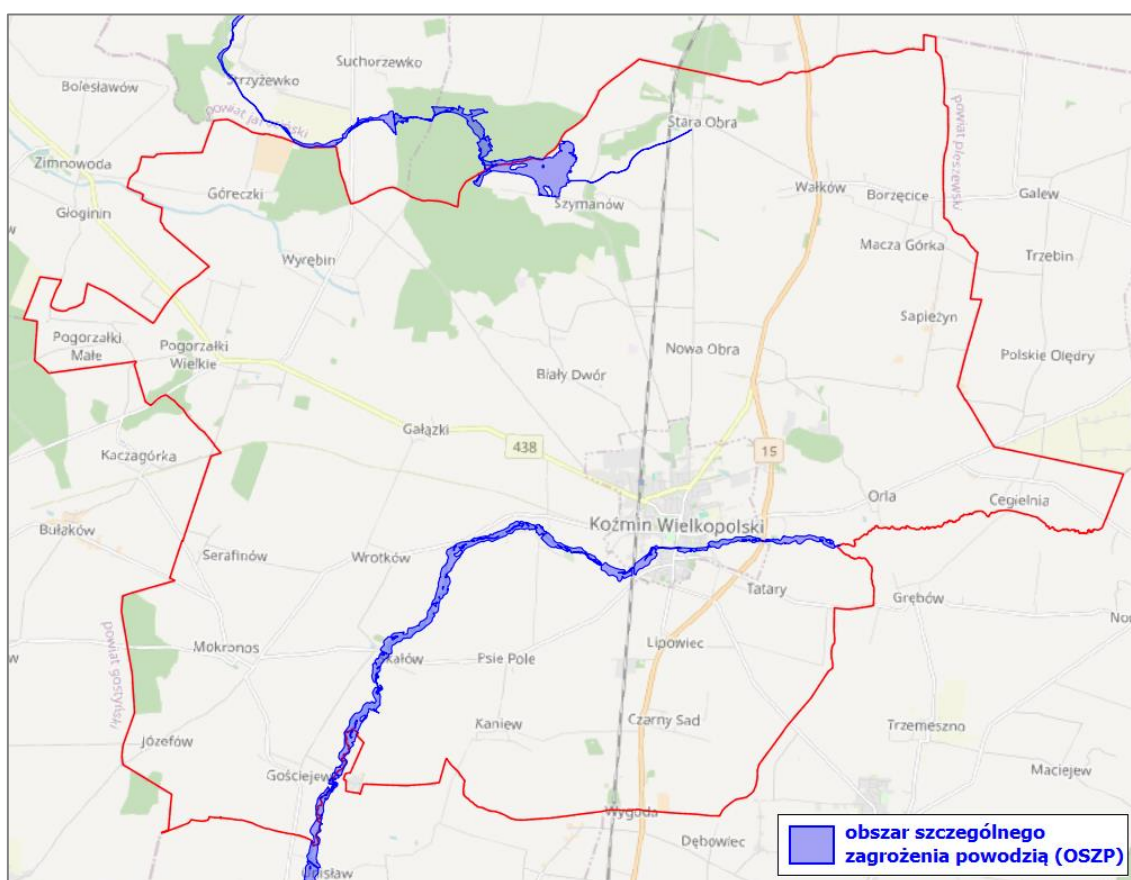 Suchorzewko
Bolesławów
powiat jarociński
Stara Obra
Zimnowoda
Góreczki
Szymanów
Wałków
Borzęcice
Galew
Głoginin
powiat pleszewski
Macza Górka
Trzebin
Wyrębin
Sapieżyn
Pogorzałki
Małe
Pogorzałki
Wielkie
Nowa Obra
Polskie Olędry
Biały Dwór
Gałązki
438
15
Kaczagórka
Orla
Cegielnia
Bułaków
Koźmin Wielkopolski
Serafinów
Wrotków
Tatary
Grębów
Mokronos
Lipowiec
Psie Pole
powiat gostyński
Kaniew
Czarny Sad
Trzemeszno
Józefów
Maciejew
Wygoda
Dębowiec
obszar szczególnego
zagrożenia powodzią (OSZP)